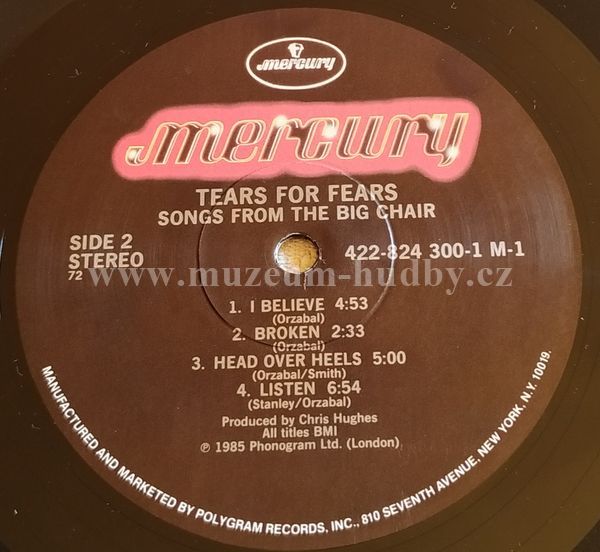 mercury
mercury
TEARS FOR FEARS
SONGS FROM THE BIG CHAIR
SIDE 2
STEREO
72
422-824 300-1 M-1
www.muzeum-hudby.cz
1. I BELIEVE 4:53
(Orzabal)
2. BROKEN 2:33
(Orzabal)
3. HEAD OVER HEELS 5:00
(Orzabal/Smith)
4. LISTEN 6:54
(Stanley/Orzabal)
Produced by Chris Hughes
All titles BMI
℗ 1985 Phonogram Ltd. (London)
MANUFACTURED AND MARKETED BY POLYGRAM RECORDS, INC., 810 SEVENTH AVENUE, NEW YORK, N.Y. 10019.